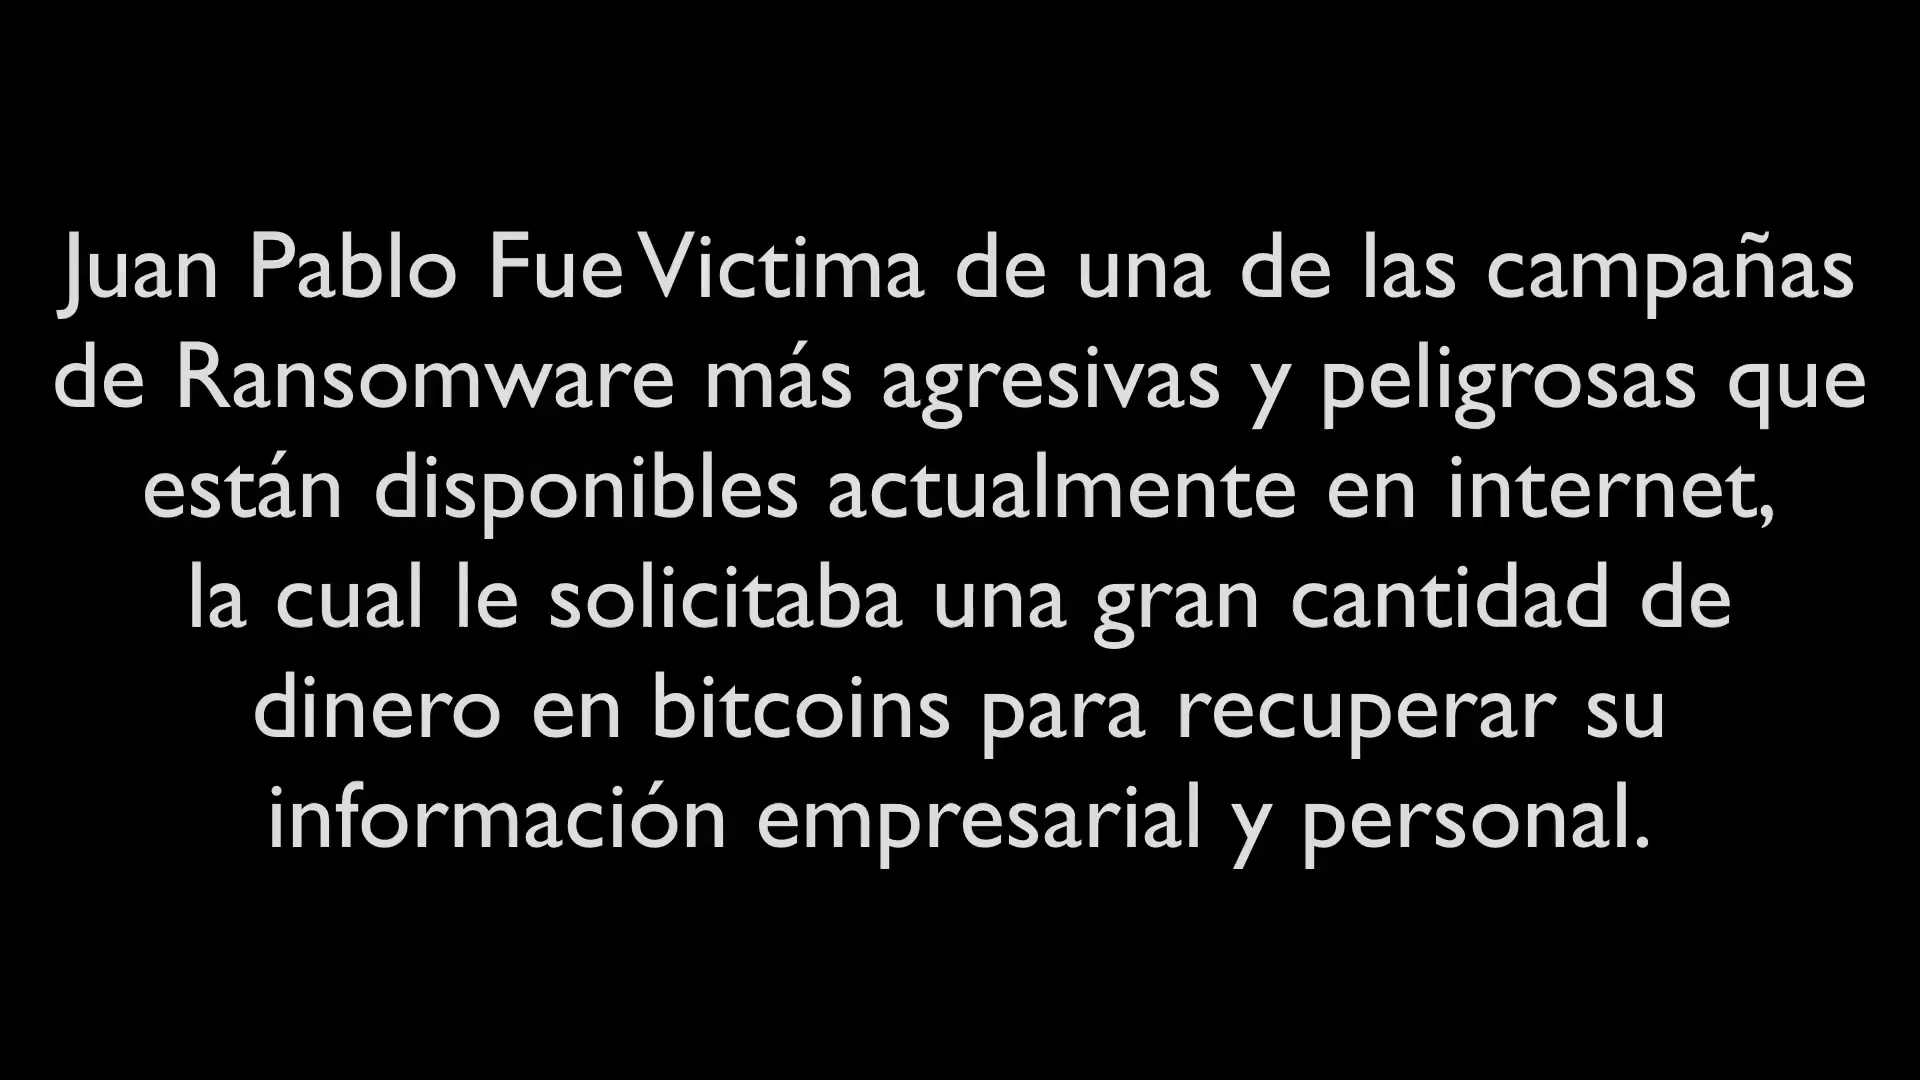 Juan Pablo Fue Victima de una de las campañas
de Ransomware más agresivas y peligrosas que
están disponibles actualmente en internet,
la cual le solicitaba una gran cantidad de
dinero en bitcoins para recuperar su
información empresarial y personal.